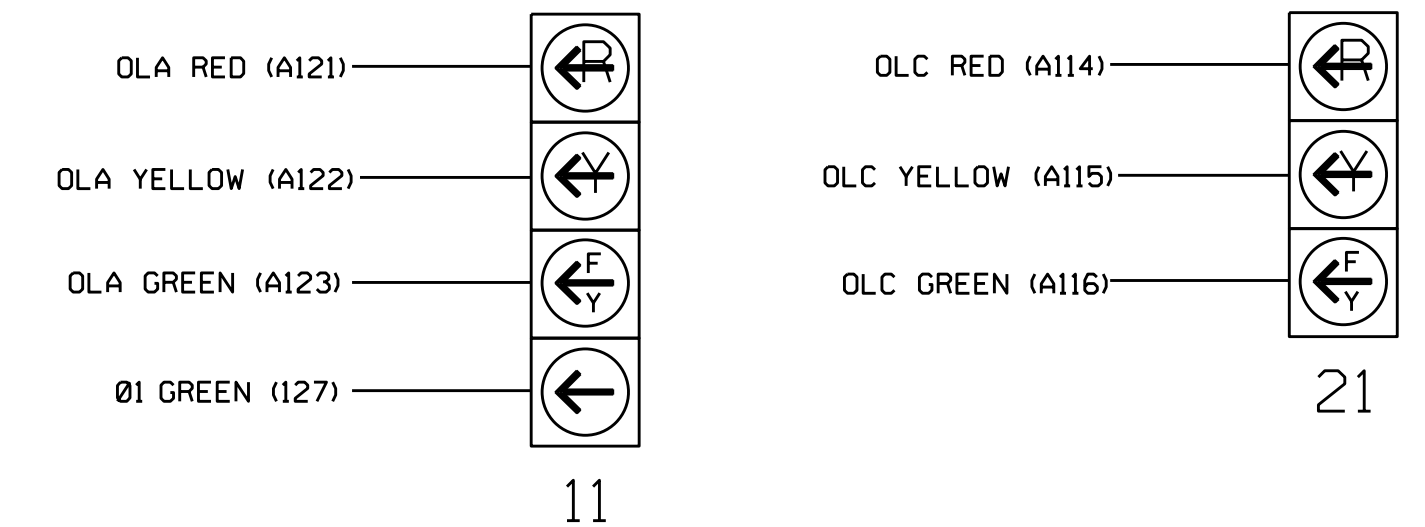 OLA RED (A121)
R
OLA YELLOW (A122)
Y
OLA GREEN (A123)
F
Y
Ø1 GREEN (127)
11
OLC RED (A114)
R
OLC YELLOW (A115)
Y
OLC GREEN (A116)
F
Y
21